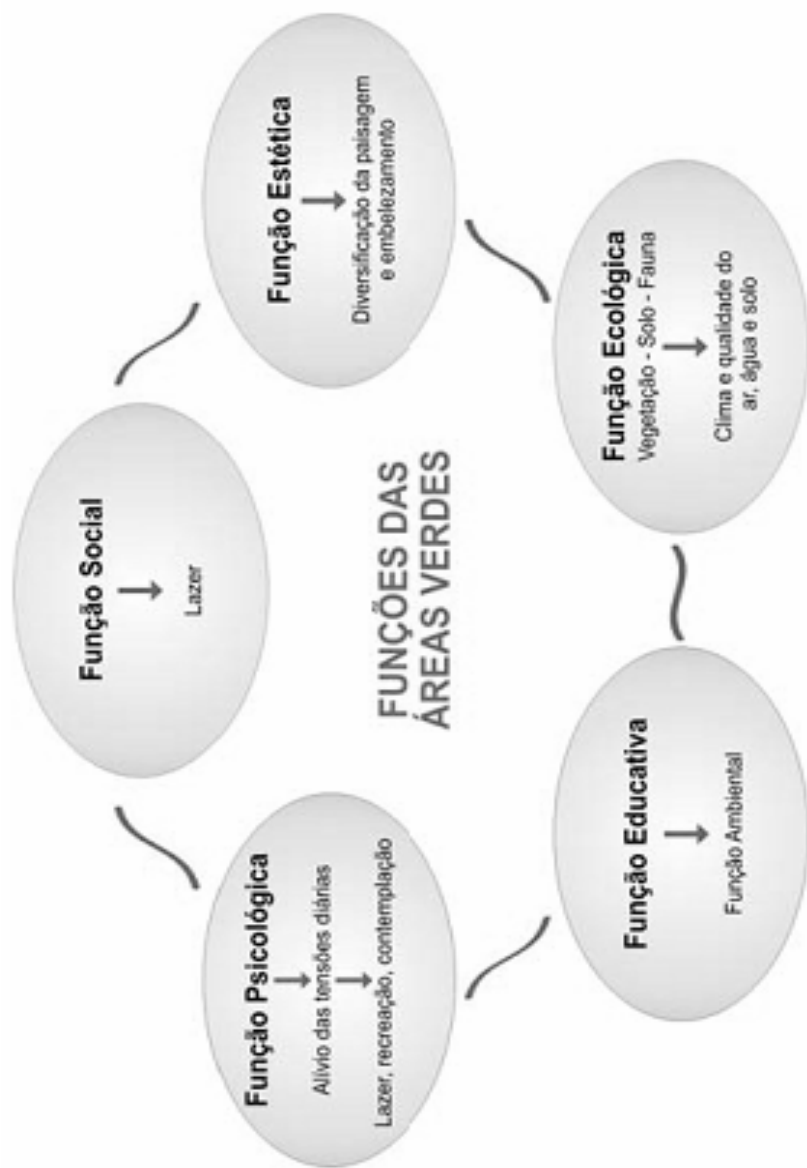 Função Social
Lazer
Função Psicológica
Alívio das tensões diárias
Lazer, recreação, contemplação
Função Estética
Diversificação da paisagem
e embelezamento
FUNÇÕES DAS
ÁREAS VERDES
Função Educativa
Função Ambiental
Função Ecológica
Vegetação - Solo - Fauna
Clima e qualidade do
ar, água e solo